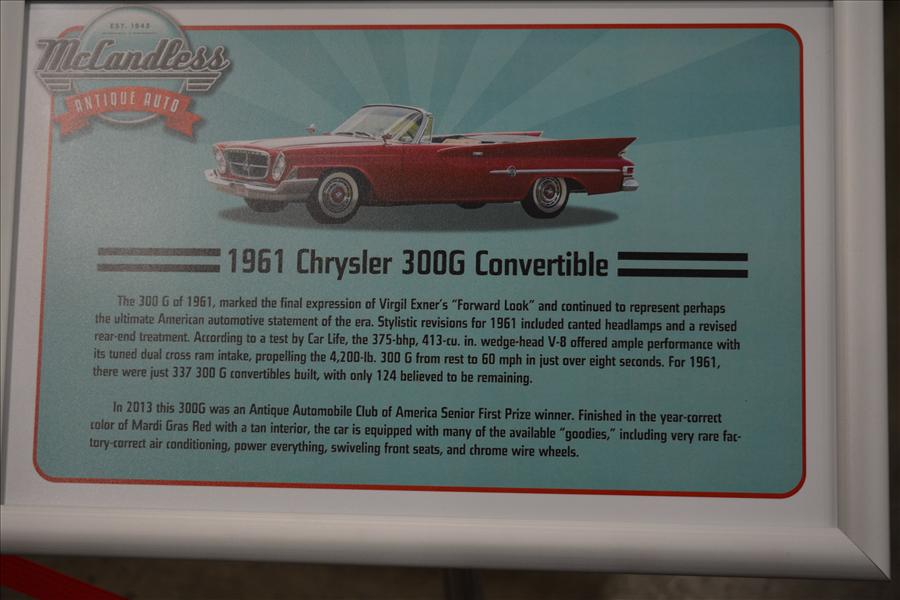 EST. 1943
McCandless
ANTIQUE AUTO
1961 Chrysler 300G Convertible
The 300 G of 1961, marked the final expression of Virgil Exner's "Forward Look" and continued to represent perhaps
the ultimate American automotive statement of the era. Stylistic revisions for 1961 included canted headlamps and a revised
rear-end treatment. According to a test by Car Life, the 375-bhp, 413-cu. in. wedge-head V-8 offered ample performance with
its tuned dual cross ram intake, propelling the 4,200-lb. 300 G from rest to 60 mph in just over eight seconds. For 1961,
there were just 337 300 G convertibles built, with only 124 believed to be remaining.
In 2013 this 300G was an Antique Automobile Club of America Senior First Prize winner. Finished in the year-correct
color of Mardi Gras Red with a tan interior, the car is equipped with many of the available "goodies," including very rare fac-
tory-correct air conditioning, power everything, swiveling front seats, and chrome wire wheels.